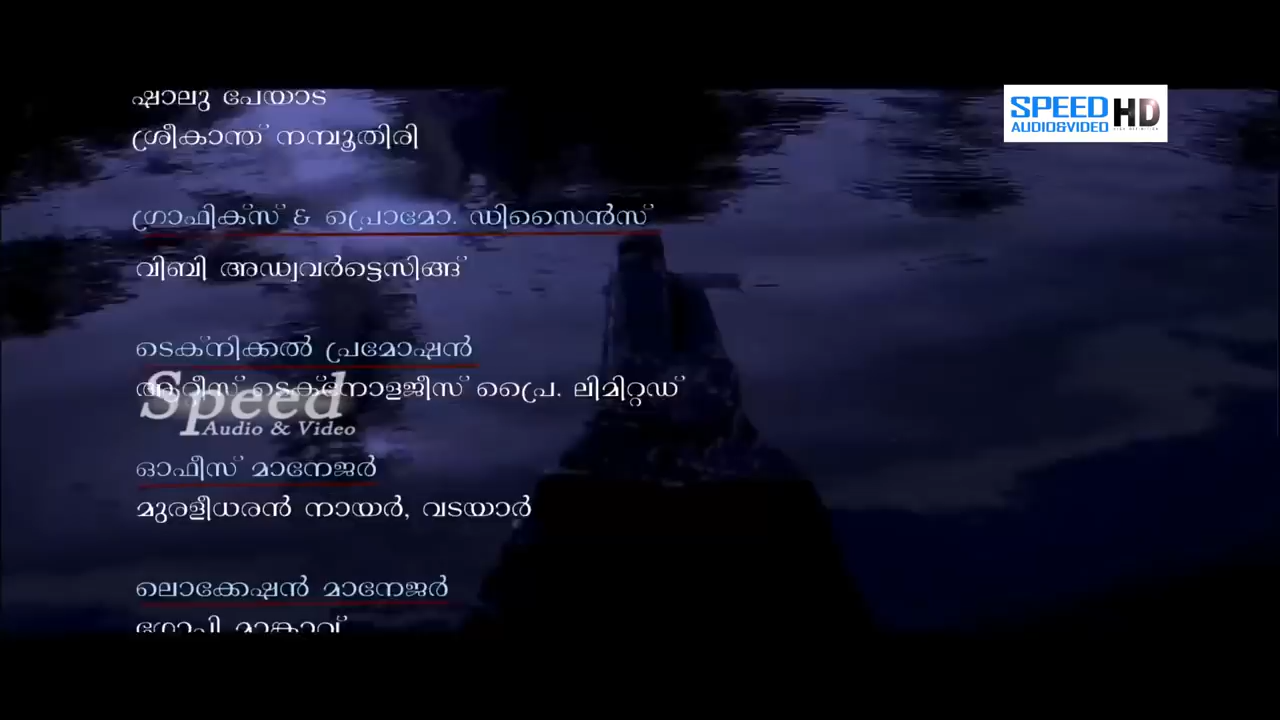 ഷാലു പേയാട
ശ്രീകാന്ത് നമ്പൂതിരി
SPEED HD
AUDIO&VIDEO
ഗ്രാഫിക്സ് & പ്രൊമോ. ഡിസൈൻസ്
വിബി അഡ്വവർട്ടെസിങ്ങ്
ടെക്നിക്കൽ പ്രമോഷൻ
ആറ്റീസ് ടെക്നോളജീസ് പ്രൈ. ലിമിറ്റഡ്
Speed
Audio & Video
ഓഫീസ് മാനേജർ
മുരളീധരൻ നായർ, വടയാർ
ലൊക്കേഷൻ മാനേജർ
ഗോപി മാങ്കാവ്